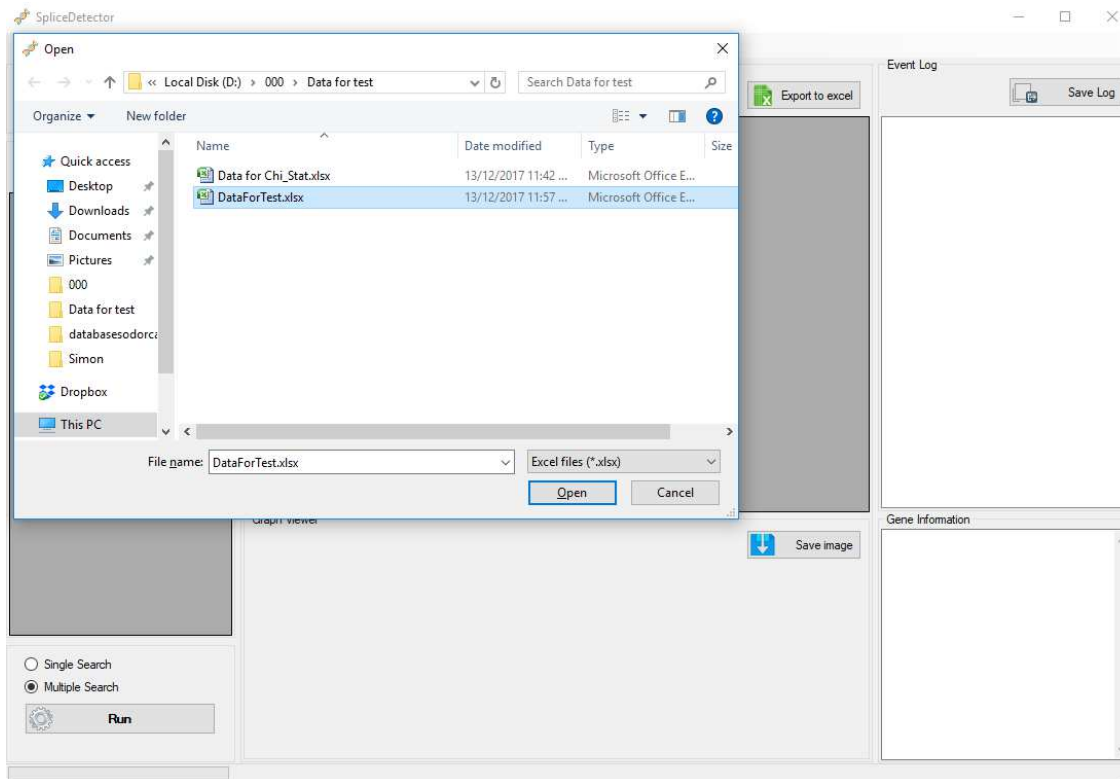 SpliceDetector
Open
« Local Disk (D:) › 000 › Data for test
Search Data for test
Organize
New folder
Name
Date modified
Type
Size
Quick access
Desktop
Downloads
Documents
Pictures
000
Data for test
databasesodorca
Simon
Dropbox
This PC
Data for Chi_Stat.xlsx 13/12/2017 11:42 ... Microsoft Office E...
DataForTest.xlsx 13/12/2017 11:57 ... Microsoft Office E...
File name: DataForTest.xlsx
Excel files (*.xlsx)
Open
Cancel
Export to excel
Event Log
Save Log
Graph Viewer
Save image
Gene Information
Single Search
Multiple Search
Run